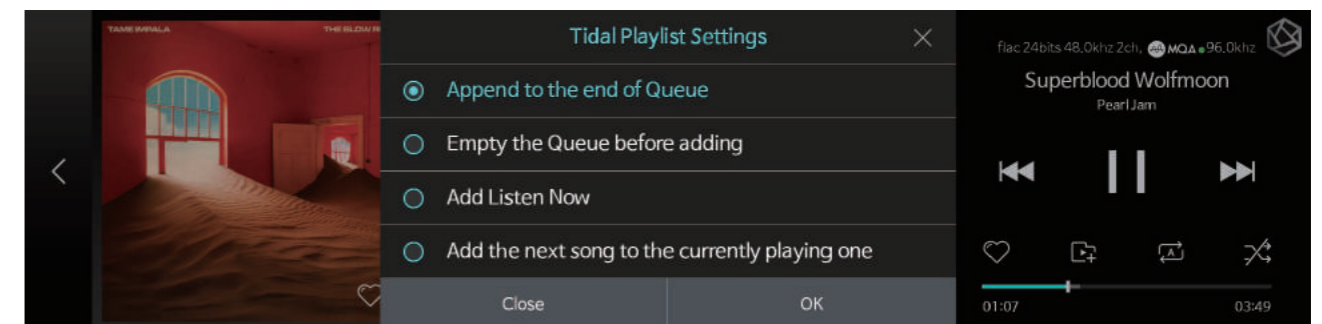 TAME IMPALA
THE SLOW R
Tidal Playlist Settings
Append to the end of Queue
Empty the Queue before adding
Add Listen Now
Add the next song to the currently playing one
Close
OK
flac 24bits 48.0khz 2ch, MQA 96.0khz
Superblood Wolfmoon
Pearl Jam
A
01:07
03:49